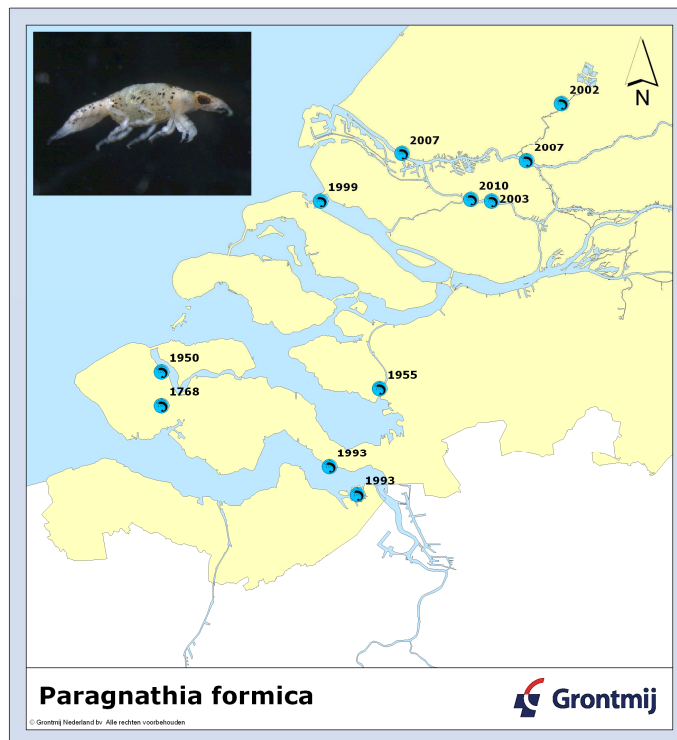 N
2002
2007
2007
2010
2003
1999
1950
1768
1955
1993
1993
Paragnathia formica
Grontmij
© Grontmij Nederland bv Alle rechten voorbehouden